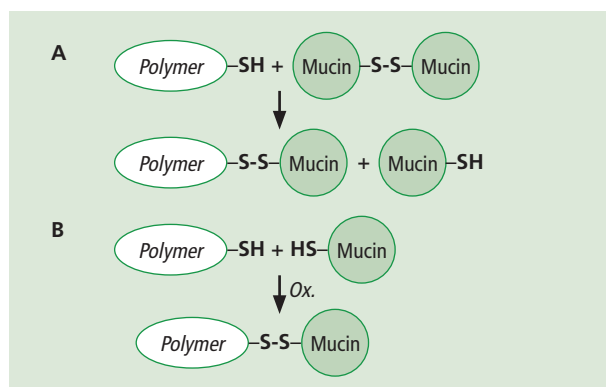 A
Polymer –SH + Mucin –S-S– Mucin
Polymer –S-S– Mucin + Mucin –SH
B
Polymer –SH + HS– Mucin
Ox.
Polymer –S-S– Mucin